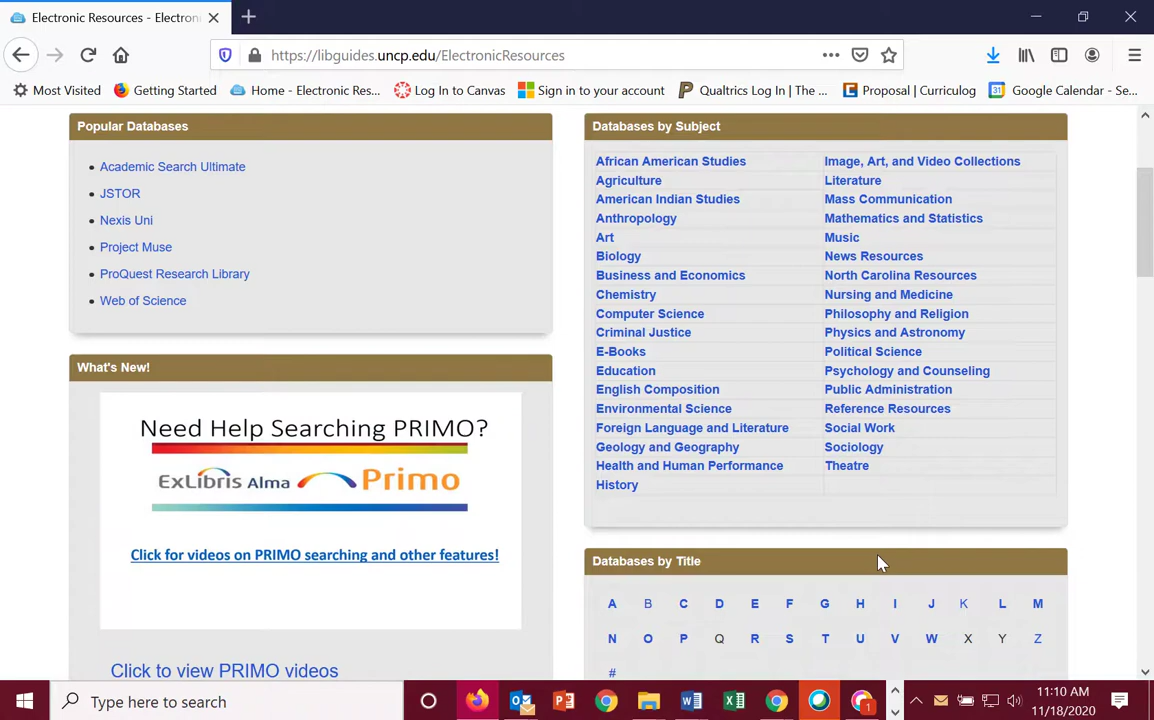 Electronic Resources - Electron
https://libguides.uncp.edu/ElectronicResources
Most Visited
Getting Started
Home - Electronic Res...
Log In to Canvas
Sign in to your account
Qualtrics Log In | The ...
Proposal | Curriculog
Google Calendar - Se...
Popular Databases
Academic Search Ultimate
JSTOR
Nexis Uni
Project Muse
ProQuest Research Library
Web of Science
What's New!
Need Help Searching PRIMO?
ExLibris Alma Primo
Click for videos on PRIMO searching and other features!
Click to view PRIMO videos
Databases by Subject
African American Studies Image, Art, and Video Collections
Agriculture Literature
American Indian Studies Mass Communication
Anthropology Mathematics and Statistics
Art Music
Biology News Resources
Business and Economics North Carolina Resources
Chemistry Nursing and Medicine
Computer Science Philosophy and Religion
Criminal Justice Physics and Astronomy
E-Books Political Science
Education Psychology and Counseling
English Composition Public Administration
Environmental Science Reference Resources
Foreign Language and Literature Social Work
Geology and Geography Sociology
Health and Human Performance Theatre
History
Databases by Title
A B C D E F G H I J K L M
N O P Q R S T U V W X Y Z
#
Type here to search
11:10 AM
11/18/2020